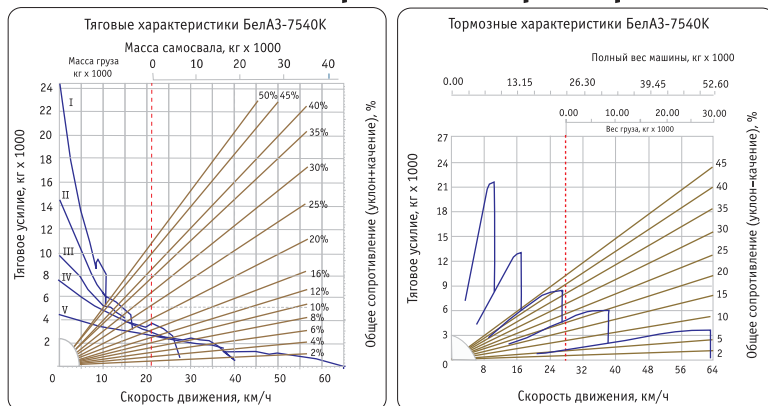 Тяговые характеристики БелАЗ-7540К
Масса самосвала, кг х 1000
Масса груза
кг х 1000
0 10 20 30 40
Тяговое усилие, кг х 1000
24
22
20
18
16
14
12
10
8
6
4
2
0
I
II
III
IV
V
50% 45%
40%
35%
30%
25%
20%
16%
12%
10%
8%
6%
4%
2%
10 20 30 40 50 60
Скорость движения, км/ч
Общее сопротивление (уклон+качение), %
Тормозные характеристики БелАЗ-7540К
Полный вес машины, кг х 1000
0.00 13.15 26.30 39.45 52.60
0.00 10.00 20.00 30.00
Вес груза, кг х 1000
Тяговое усилие, кг х 1000
27
24
21
18
15
12
9
6
3
0
45
40
35
30
25
20
15
10
5
2
8 16 24 32 40 48 56 64
Скорость движения, км/ч
Общее сопротивление (уклон–качение), %